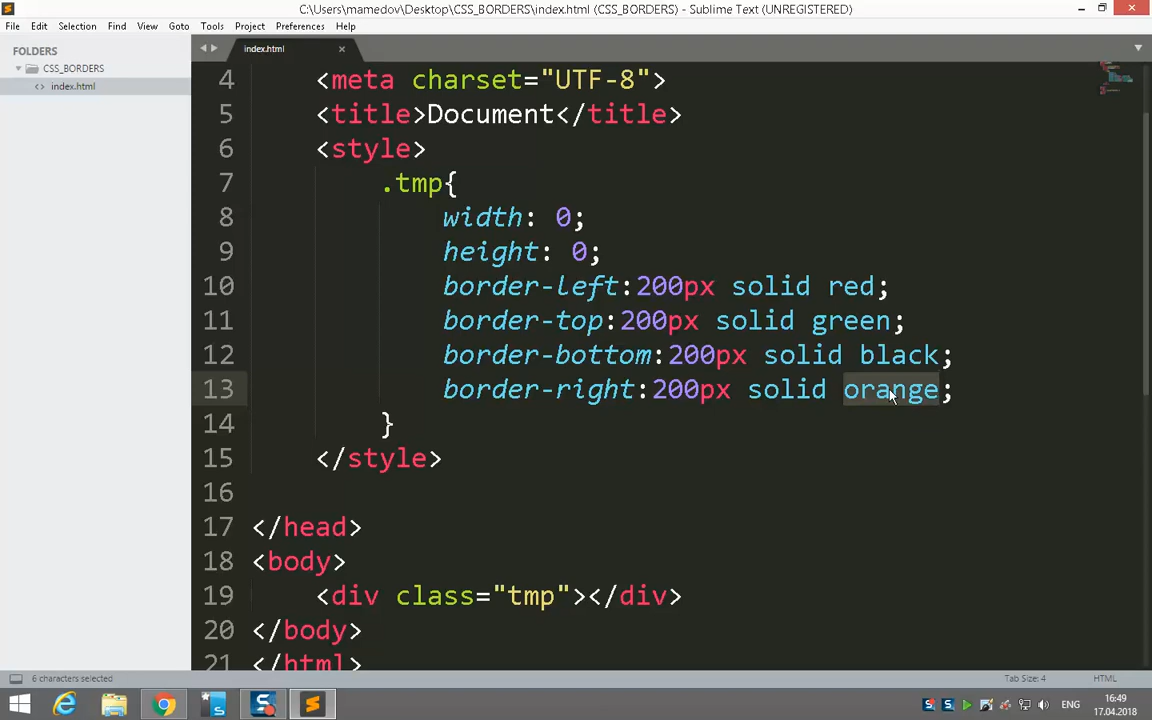 C:\Users\mamedov\Desktop\CSS_BORDERS\index.html (CSS_BORDERS) - Sublime Text (UNREGISTERED)
File Edit Selection Find View Goto Tools Project Preferences Help
FOLDERS
CSS_BORDERS
<> index.html
index.html ×
4 <meta charset="UTF-8">
5 <title>Document</title>
6 <style>
7 .tmp{
8 width: 0;
9 height: 0;
10 border-left:200px solid red;
11 border-top:200px solid green;
12 border-bottom:200px solid black;
13 border-right:200px solid orange;
14 }
15 </style>
16
17 </head>
18 <body>
19 <div class="tmp"></div>
20 </body>
21 </html>
6 characters selected
Tab Size: 4
HTML
ENG
16:49
17.04.2018